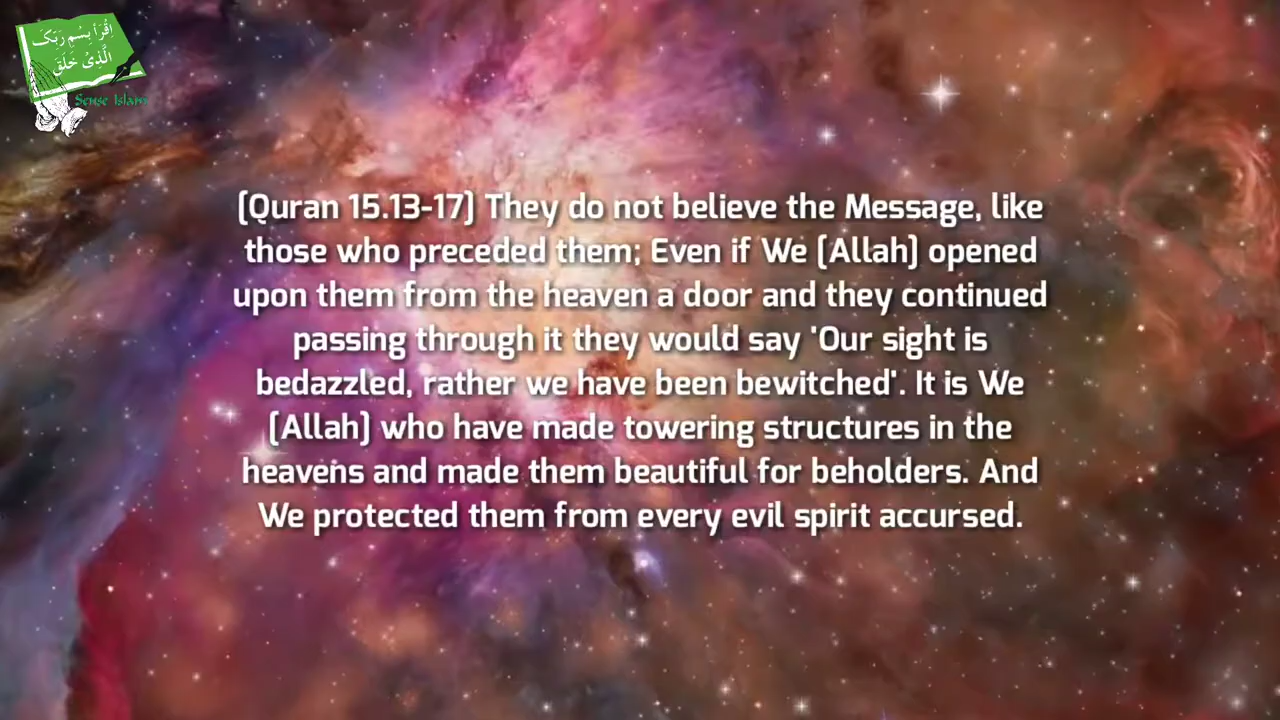 اقْرَأْ بِسْمِ رَبِّكَ
الَّذِىْ خَلَقَ
Sense Islam
(Quran 15.13-17) They do not believe the Message, like
those who preceded them; Even if We (Allah) opened
upon them from the heaven a door and they continued
passing through it they would say 'Our sight is
bedazzled, rather we have been bewitched'. It is We
(Allah) who have made towering structures in the
heavens and made them beautiful for beholders. And
We protected them from every evil spirit accursed.